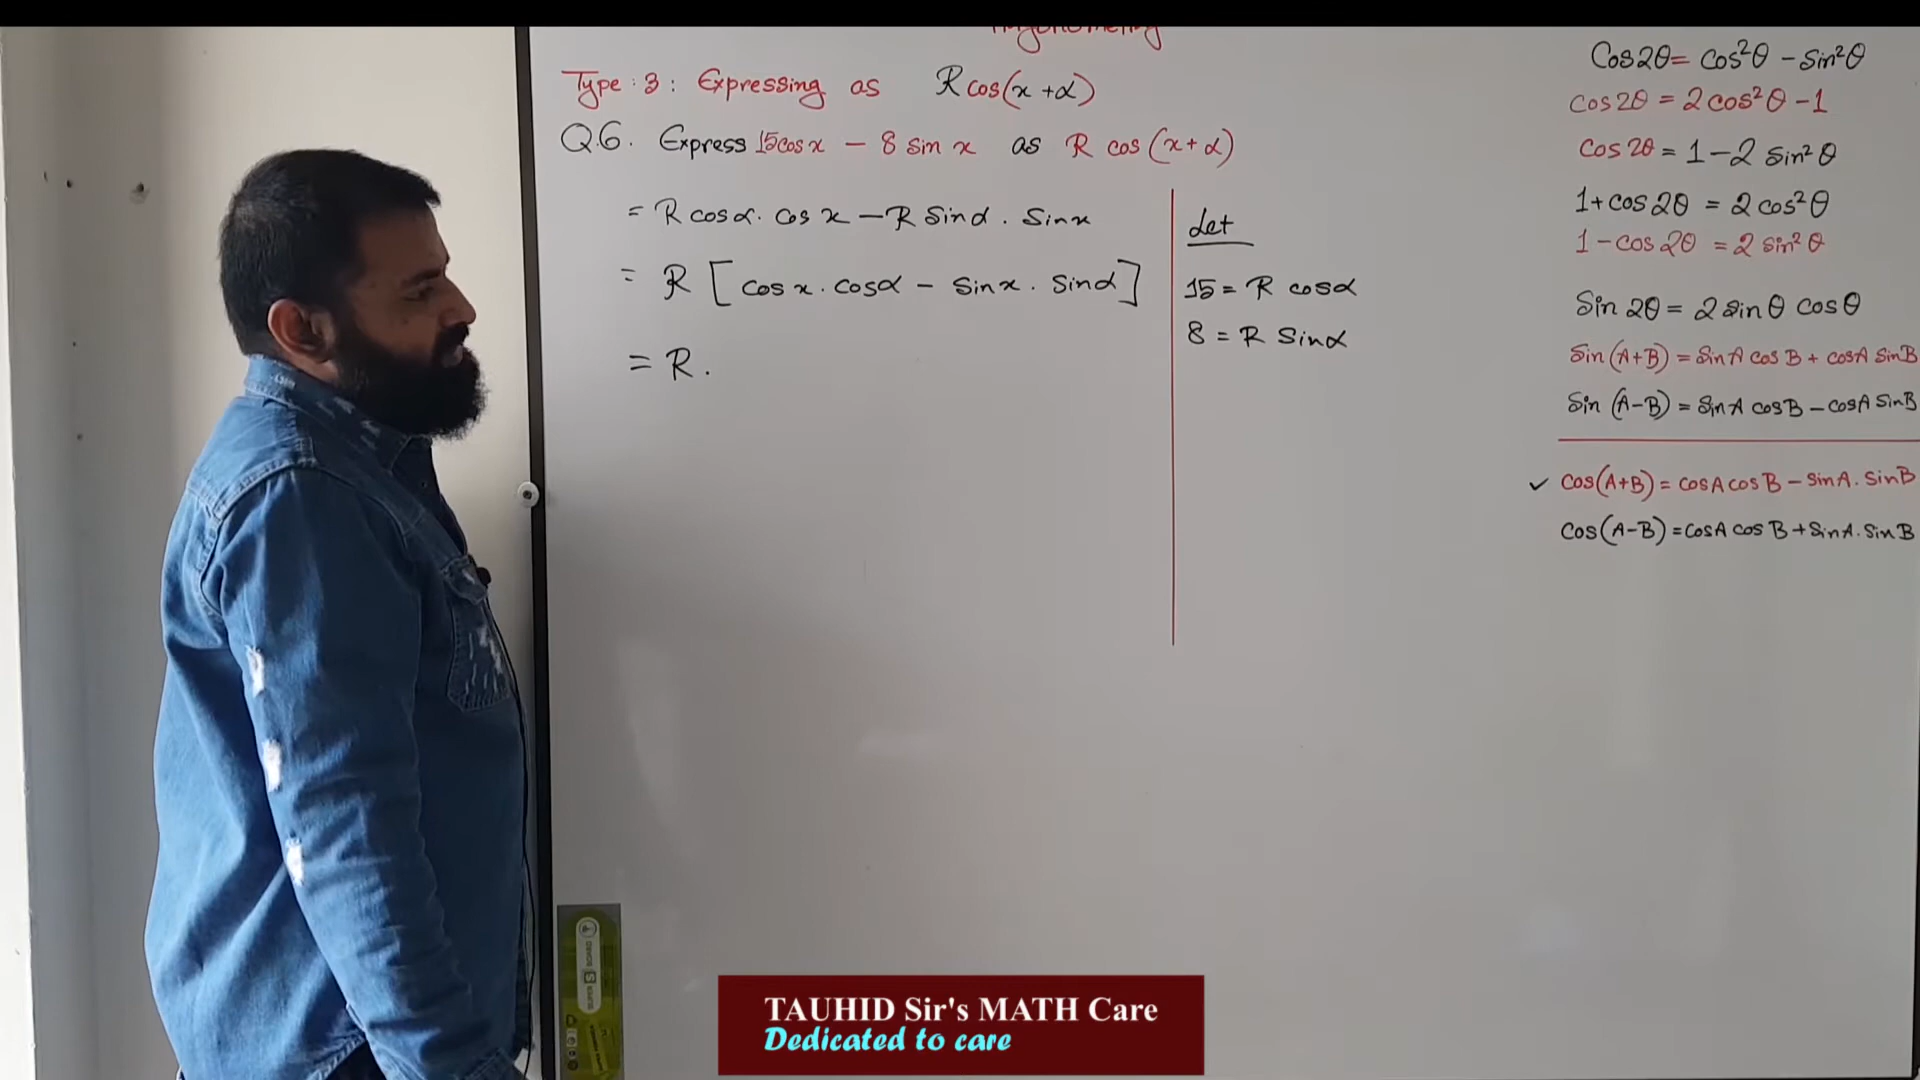 Trigonometry
Type : 3 : Expressing as R cos(x + α)
Q.6. Express 15cos x − 8 sin x as R cos (x + α)
= R cos α . cos x − R Sin α . Sin x
= R [ cos x . cos α − Sin x . Sin α ]
= R .
Let
15 = R cos α
8 = R Sin α
Cos 2θ = cos²θ − Sin²θ
cos 2θ = 2 cos²θ − 1
cos 2θ = 1 − 2 Sin²θ
1 + cos 2θ = 2 cos²θ
1 − cos 2θ = 2 sin²θ
Sin 2θ = 2 sin θ cos θ
Sin (A+B) = Sin A cos B + cos A Sin B
Sin (A−B) = Sin A cos B − cos A Sin B
✓ cos(A+B) = cos A cos B − sin A . Sin B
cos (A−B) = cos A cos B + Sin A . Sin B
SUPER S BOARD
TAUHID Sir's MATH Care
Dedicated to care